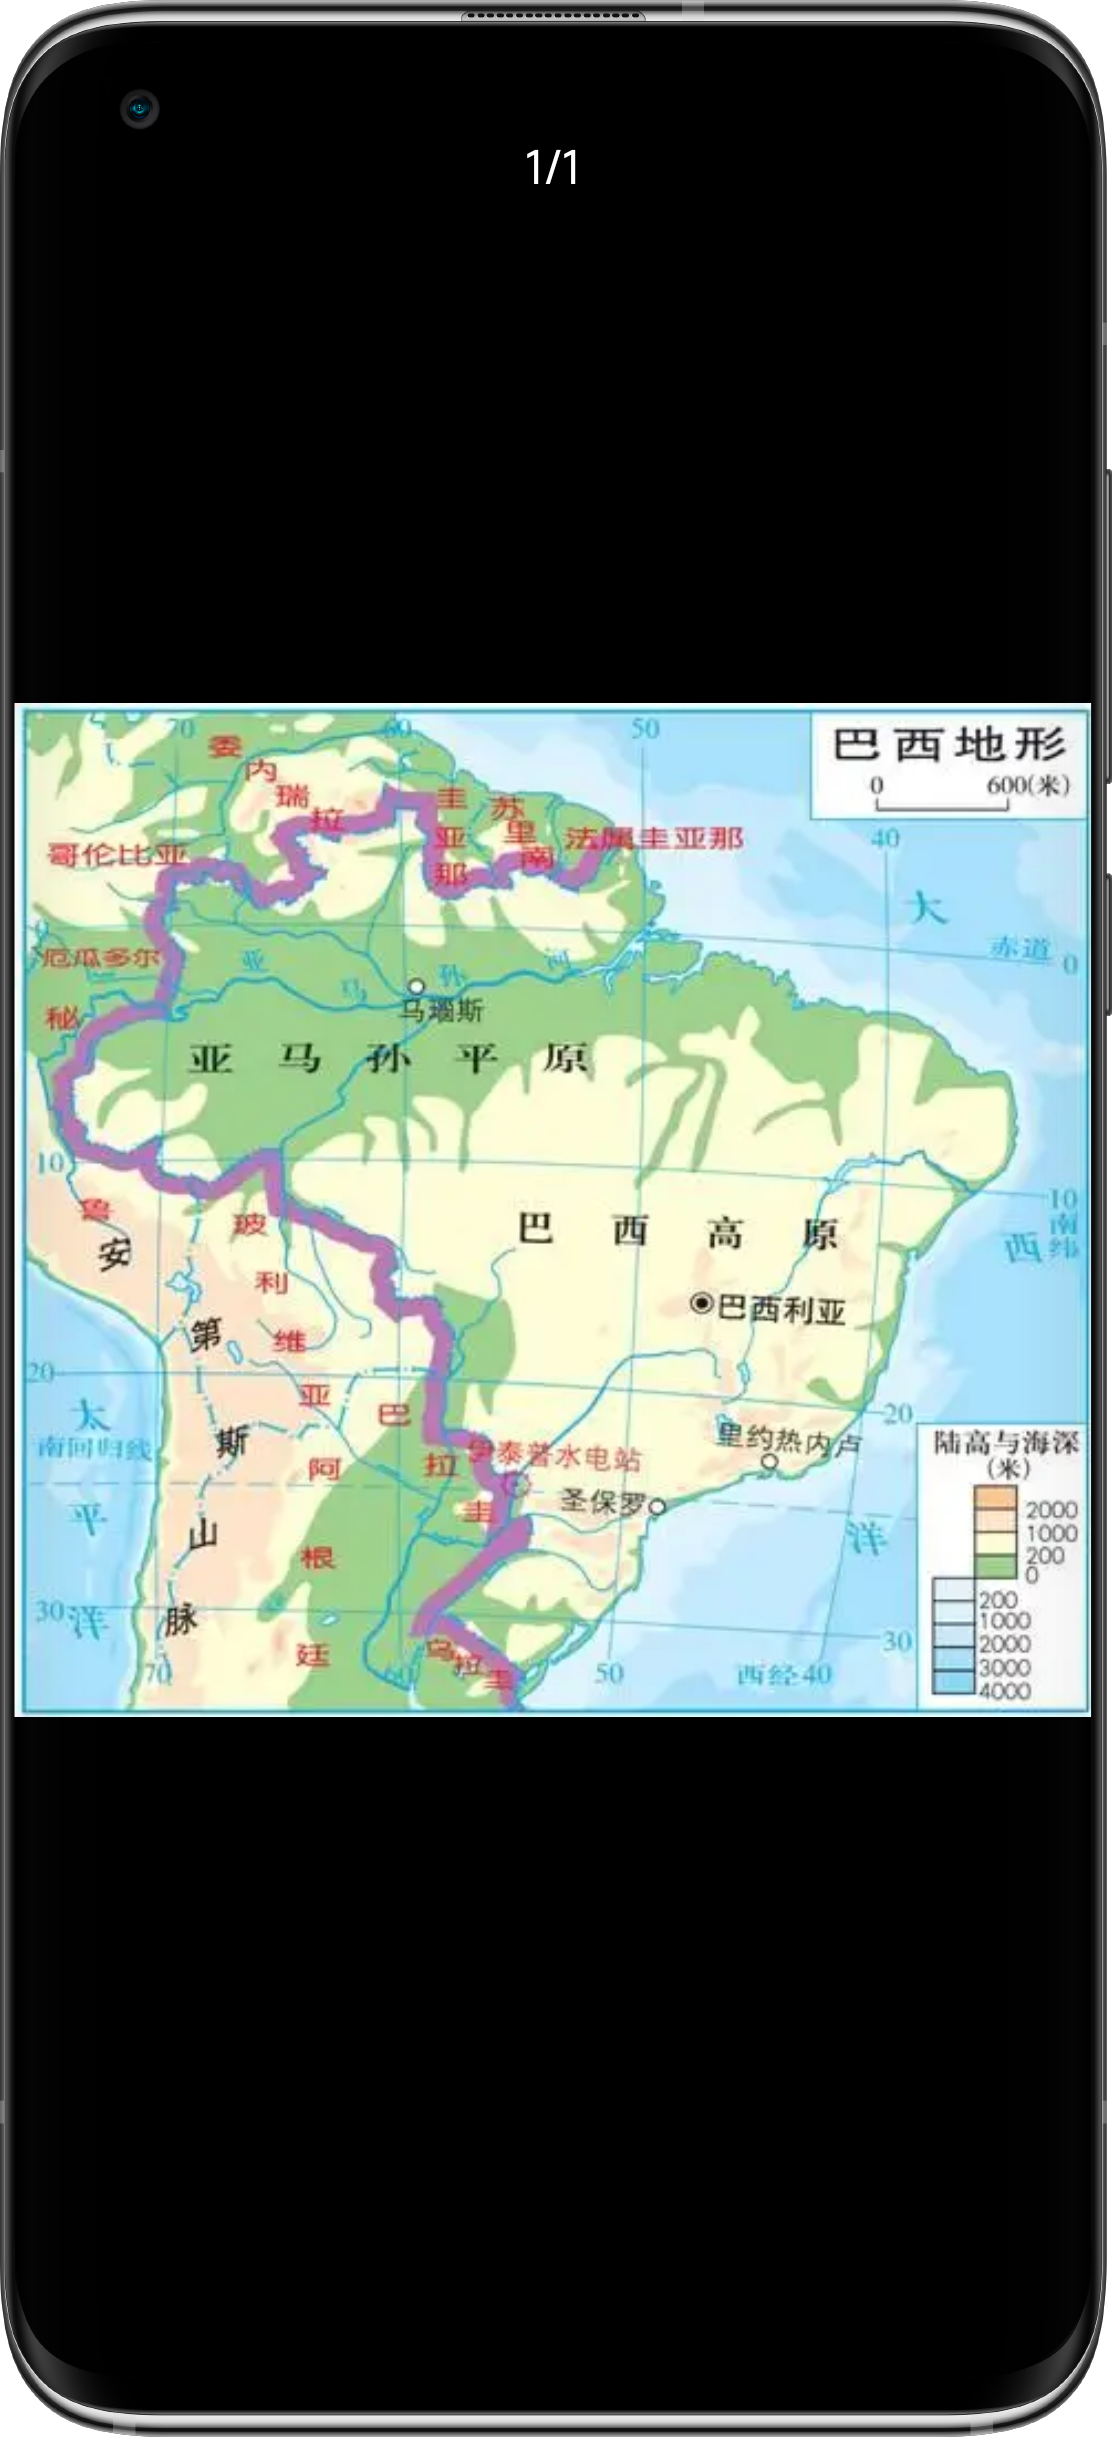 1/1
巴西地形
0 600(米)
70
60
50
40
委内瑞拉
圭亚那
苏里南
法属圭亚那
哥伦比亚
大
赤道 0
0
厄瓜多尔
亚马孙河
马瑙斯
秘鲁
亚马孙平原
10
10
南纬
西
玻利维亚
巴西高原
巴西利亚
安第斯山脉
20
20
太平洋
南回归线
巴拉圭
伊泰普水电站
里约热内卢
圣保罗
洋
阿根廷
30
30
乌拉圭
70
60
50
西经40
陆高与海深
(米)
2000
1000
200
0
200
1000
2000
3000
4000